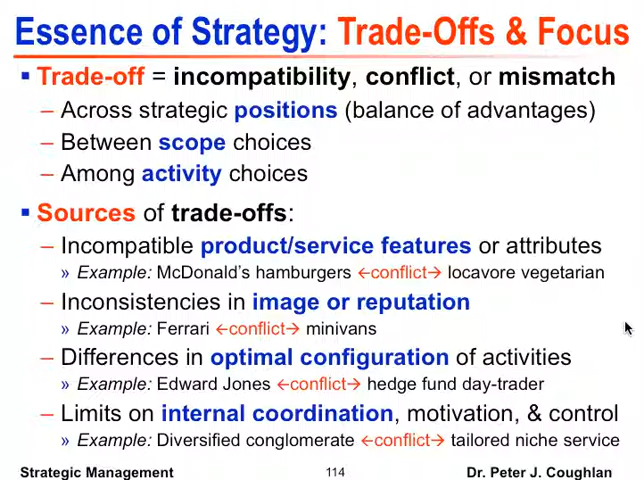 Essence of Strategy: Trade-Offs & Focus
▪ Trade-off = incompatibility, conflict, or mismatch
– Across strategic positions (balance of advantages)
– Between scope choices
– Among activity choices
▪ Sources of trade-offs:
– Incompatible product/service features or attributes
» Example: McDonald's hamburgers ←conflict→ locavore vegetarian
– Inconsistencies in image or reputation
» Example: Ferrari ←conflict→ minivans
– Differences in optimal configuration of activities
» Example: Edward Jones ←conflict→ hedge fund day-trader
– Limits on internal coordination, motivation, & control
» Example: Diversified conglomerate ←conflict→ tailored niche service
Strategic Management 114 Dr. Peter J. Coughlan